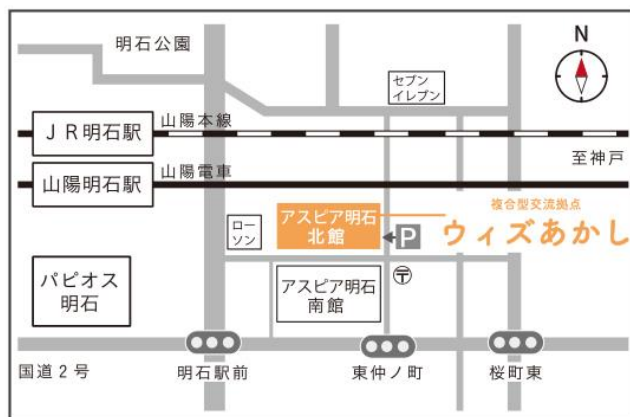 明石公園
N
セブン
イレブン
山陽本線
JR明石駅
至神戸
山陽電車
山陽明石駅
複合型交流拠点
ウィズあかし
ロー
ソン
アスピア明石
北館
P
〒
パピオス
明石
アスピア明石
南館
国道2号
明石駅前
東仲ノ町
桜町東